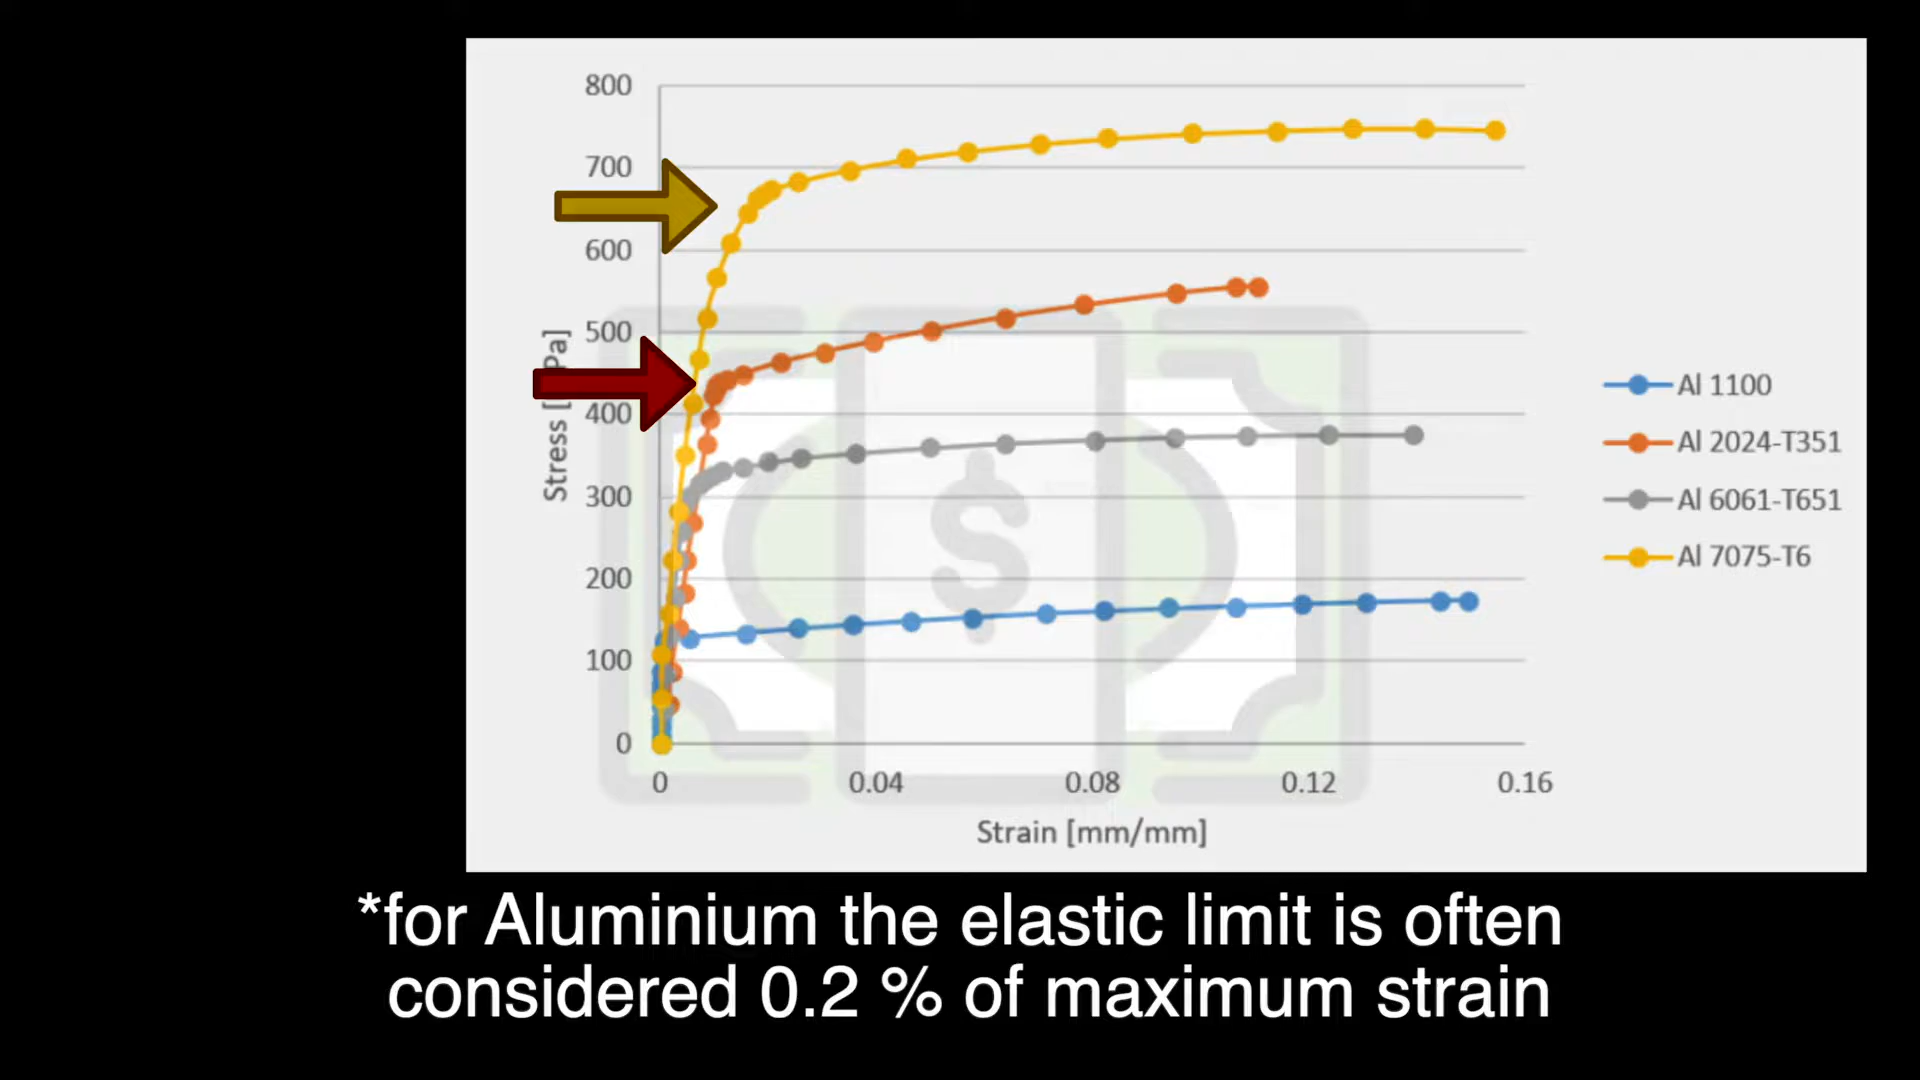 800
700
600
500
400
300
200
100
0
Stress [ Pa]
0 0.04 0.08 0.12 0.16
Strain [mm/mm]
Al 1100
Al 2024-T351
Al 6061-T651
Al 7075-T6
$
*for Aluminium the elastic limit is often
considered 0.2 % of maximum strain